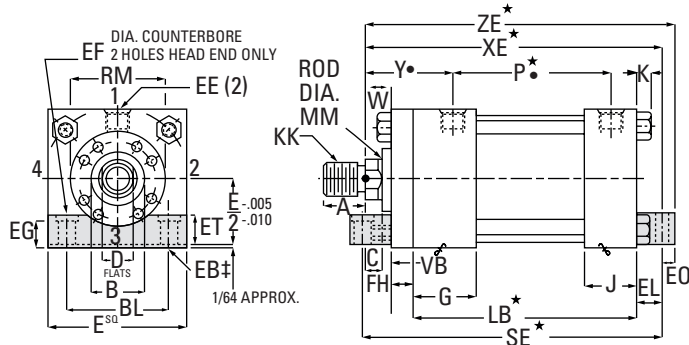 ZE★
XE★
EF DIA. COUNTERBORE
2 HOLES HEAD END ONLY
RM
EE (2)
1
ROD
DIA.
MM
Y●
P★●
K
W
KK
4
2
A
E -.005
2 -.010
EG
ET
3
D
FLATS
B
BL
E SQ
EB‡
1/64 APPROX.
C
VB
FH
G
J
EL
EO
LB★
SE★